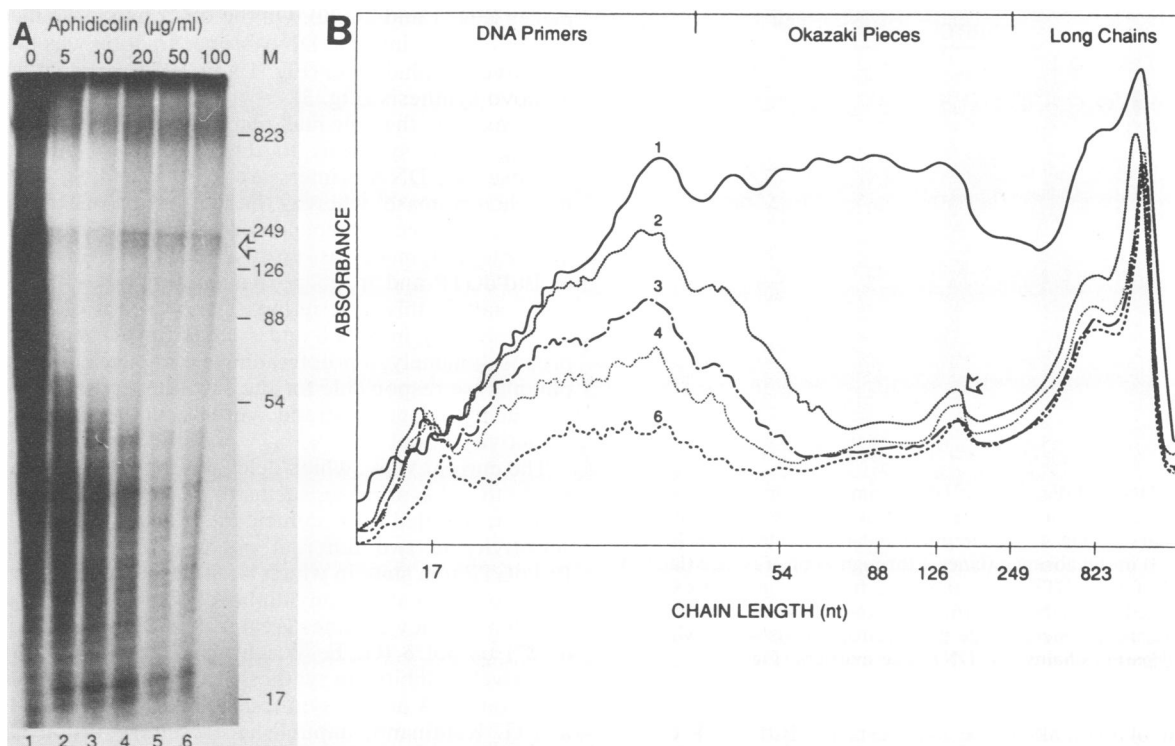 A
Aphidicolin (µg/ml)
0 5 10 20 50 100 M
823
249
126
88
54
17
1 2 3 4 5 6
B
DNA Primers
Okazaki Pieces
Long Chains
ABSORBANCE
1
2
3
4
6
17 54 88 126 249 823
CHAIN LENGTH (nt)